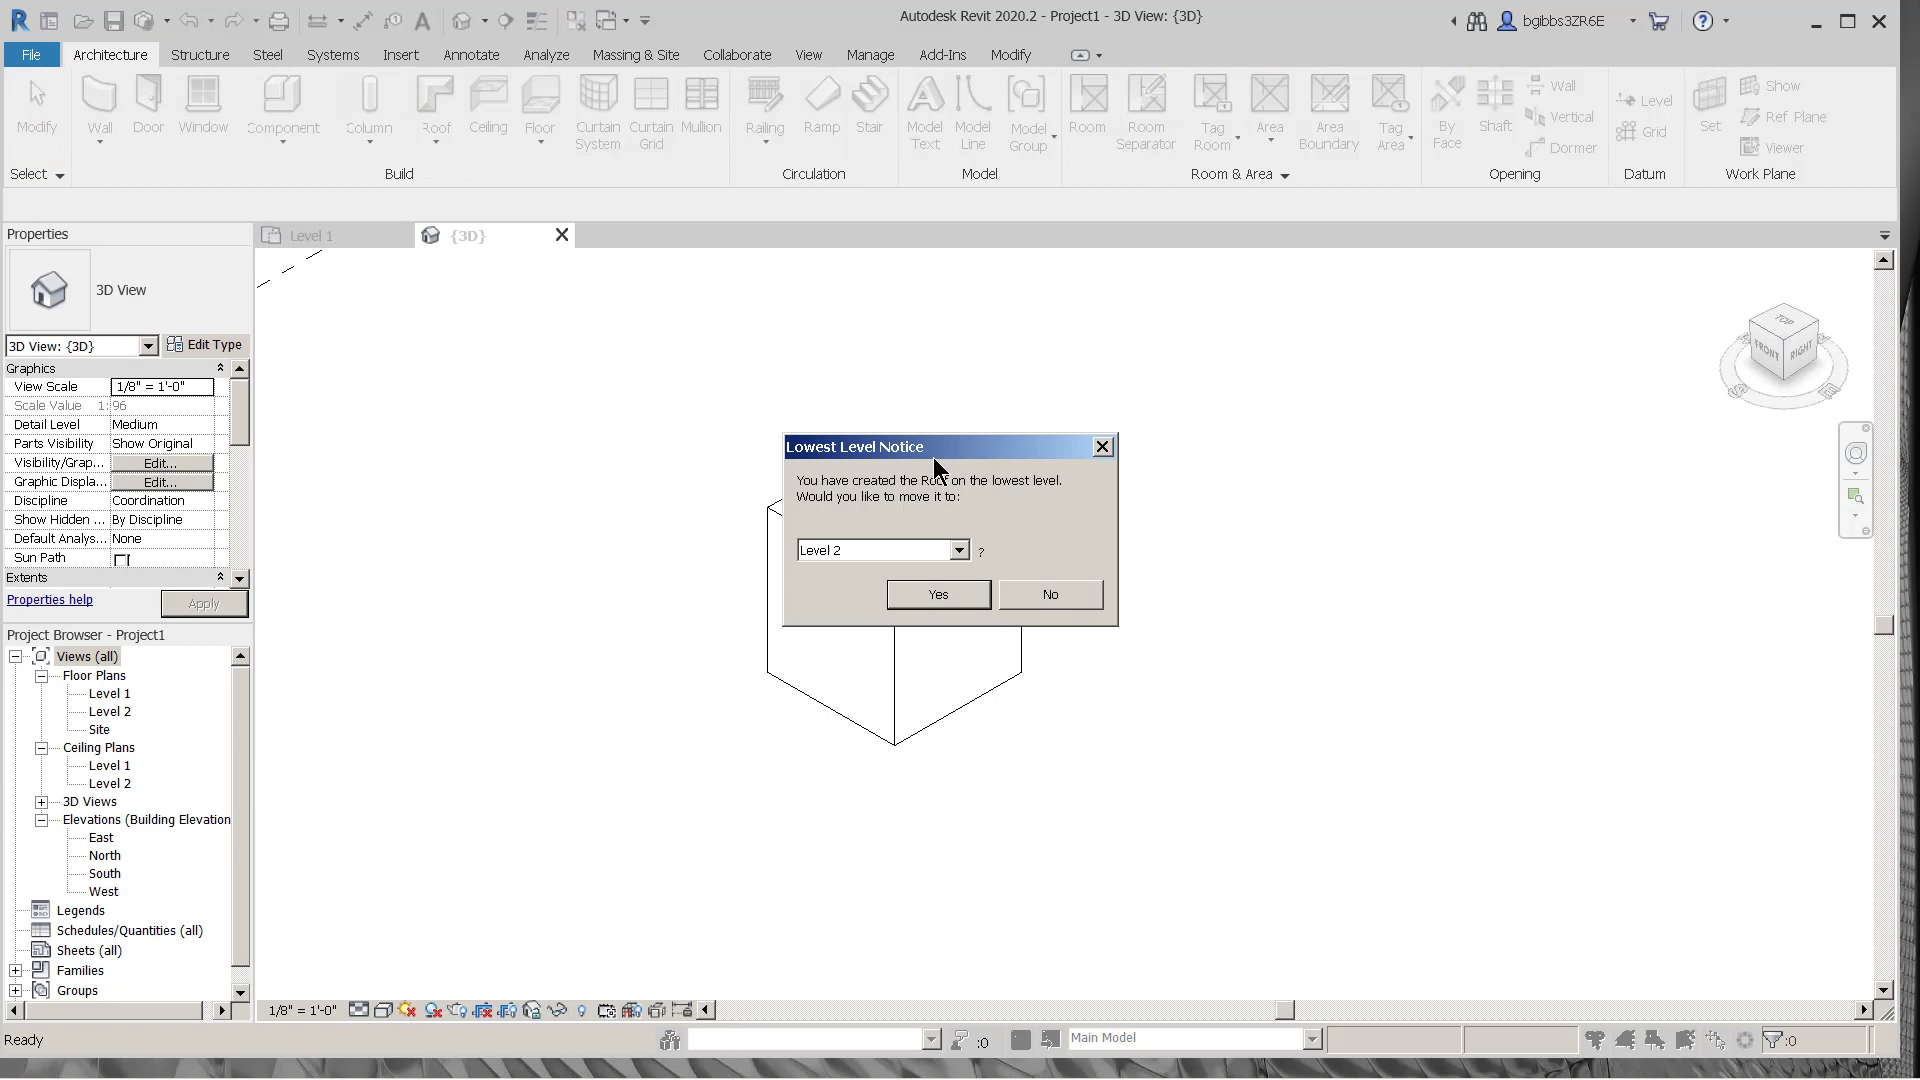 Autodesk Revit 2020.2 - Project1 - 3D View: {3D}
bgibbs3ZR6E
File
Architecture
Structure
Steel
Systems
Insert
Annotate
Analyze
Massing & Site
Collaborate
View
Manage
Add-Ins
Modify
Modify
Wall
Door
Window
Component
Column
Roof
Ceiling
Floor
Curtain
System
Curtain
Grid
Mullion
Railing
Ramp
Stair
Model
Text
Model
Line
Model
Group
Room
Room
Separator
Tag
Room
Area
Area
Boundary
Tag
Area
By
Face
Shaft
Wall
Vertical
Dormer
Level
Grid
Set
Show
Ref Plane
Viewer
Select
Build
Circulation
Model
Room & Area
Opening
Datum
Work Plane
Properties
Level 1
{3D}
3D View
3D View: {3D}
Edit Type
Graphics
View Scale 1/8" = 1'-0"
Scale Value 1: 96
Detail Level Medium
Parts Visibility Show Original
Visibility/Grap... Edit...
Graphic Displa... Edit...
Discipline Coordination
Show Hidden ... By Discipline
Default Analys... None
Sun Path
Extents
Properties help
Apply
TOP
FRONT
RIGHT
Lowest Level Notice
You have created the Roof on the lowest level.
Would you like to move it to:
Level 2
?
Yes
No
Project Browser - Project1
Views (all)
Floor Plans
Level 1
Level 2
Site
Ceiling Plans
Level 1
Level 2
3D Views
Elevations (Building Elevation
East
North
South
West
Legends
Schedules/Quantities (all)
Sheets (all)
Families
Groups
1/8" = 1'-0"
Ready
:0
Main Model
:0